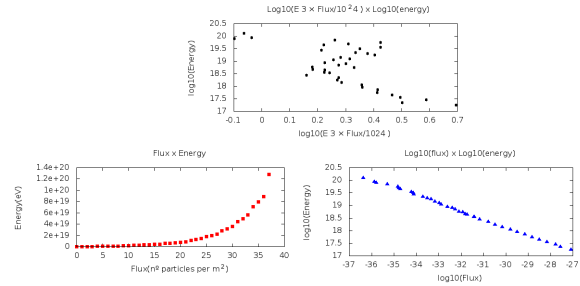 Log10(E 3 × Flux/10^24 ) x Log10(energy)
log10(Energy)
20.5
20
19.5
19
18.5
18
17.5
17
-0.1 0 0.1 0.2 0.3 0.4 0.5 0.6 0.7
log10(E 3 × Flux/1024 )
Flux x Energy
Energy(eV)
1.4e+20
1.2e+20
1e+20
8e+19
6e+19
4e+19
2e+19
0
0 5 10 15 20 25 30 35 40
Flux(nº particles per m²)
Log10(flux) x Log10(energy)
log10(Energy)
20.5
20
19.5
19
18.5
18
17.5
17
-37 -36 -35 -34 -33 -32 -31 -30 -29 -28 -27
log10(Flux)